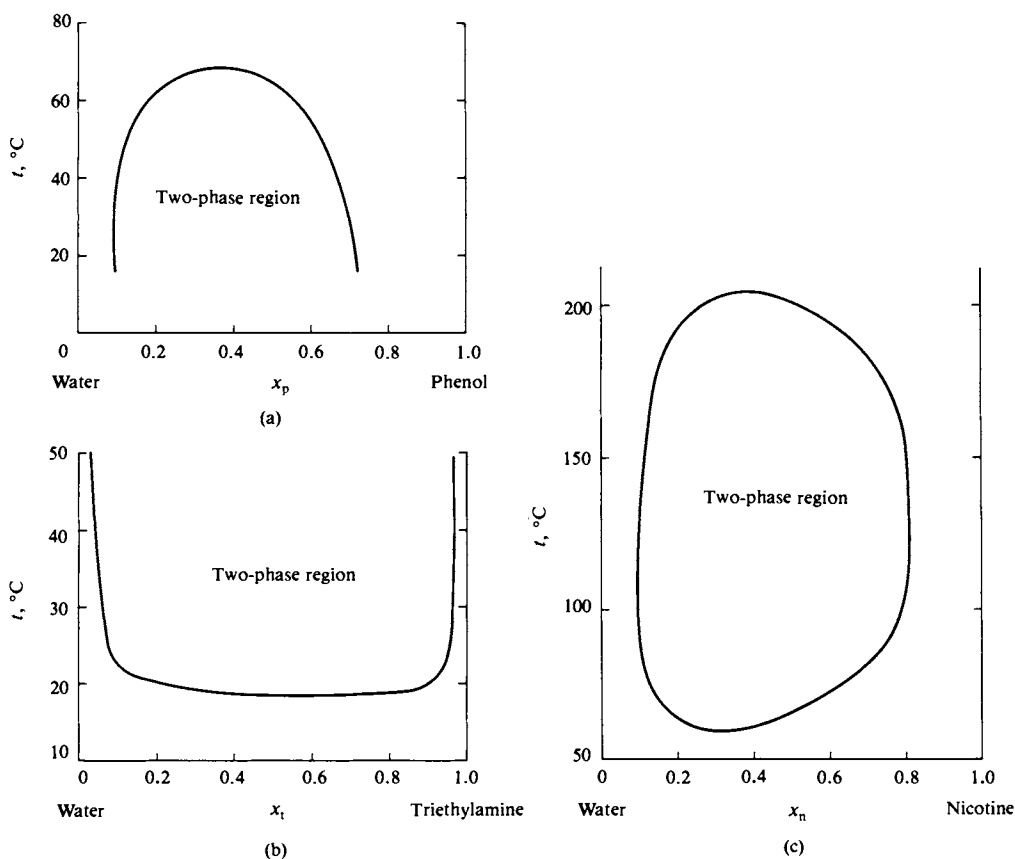 80
60
40
20
t, °C
Two-phase region
0 0.2 0.4 0.6 0.8 1.0
Water x_p Phenol
(a)
50
40
30
20
10
t, °C
Two-phase region
0 0.2 0.4 0.6 0.8 1.0
Water x_t Triethylamine
(b)
200
150
100
50
t, °C
Two-phase region
0 0.2 0.4 0.6 0.8 1.0
Water x_n Nicotine
(c)